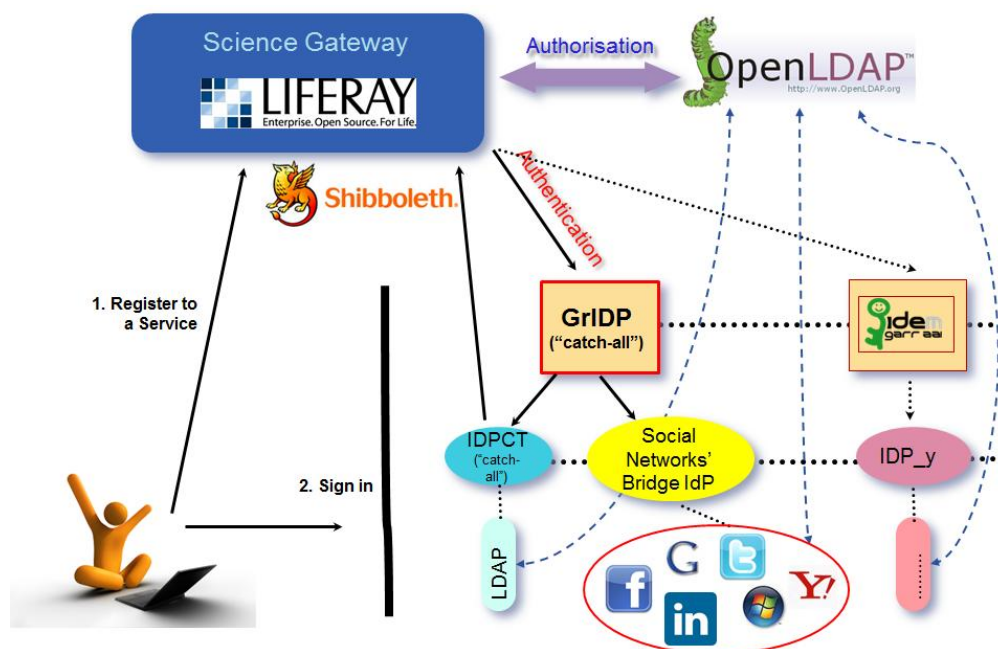 Science Gateway
LIFERAY
Enterprise. Open Source. For Life.
Authorisation
OpenLDAP™
http://www.OpenLDAP.org
Shibboleth.
Authentication
1. Register to
a Service
GrIDP
("catch-all")
idem
garr aai
IDPCT
("catch-
all")
Social
Networks'
Bridge IdP
IDP_y
2. Sign in
LDAP
..........
G
t
Y!
f
in